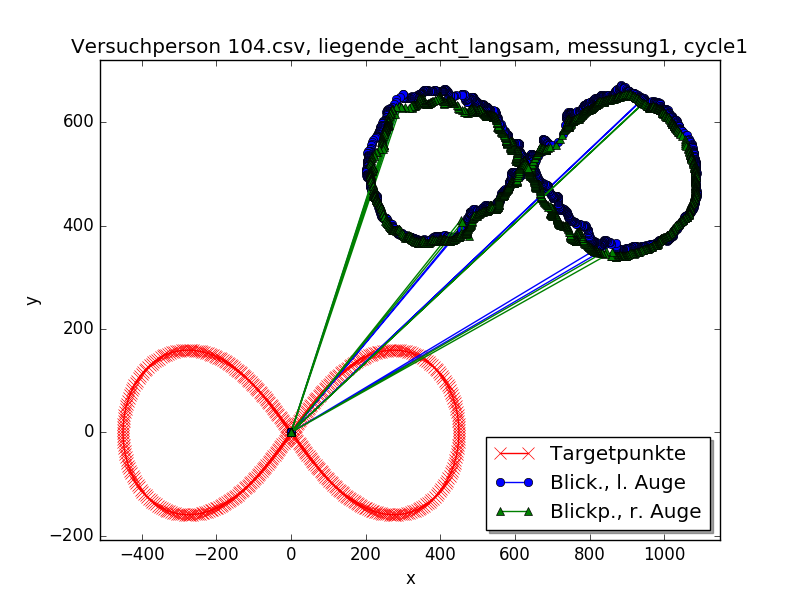 Versuchperson 104.csv, liegende_acht_langsam, messung1, cycle1
y
600
400
200
0
−200
−400
−200
0
200
400
600
800
1000
x
Targetpunkte
Blick., l. Auge
Blickp., r. Auge